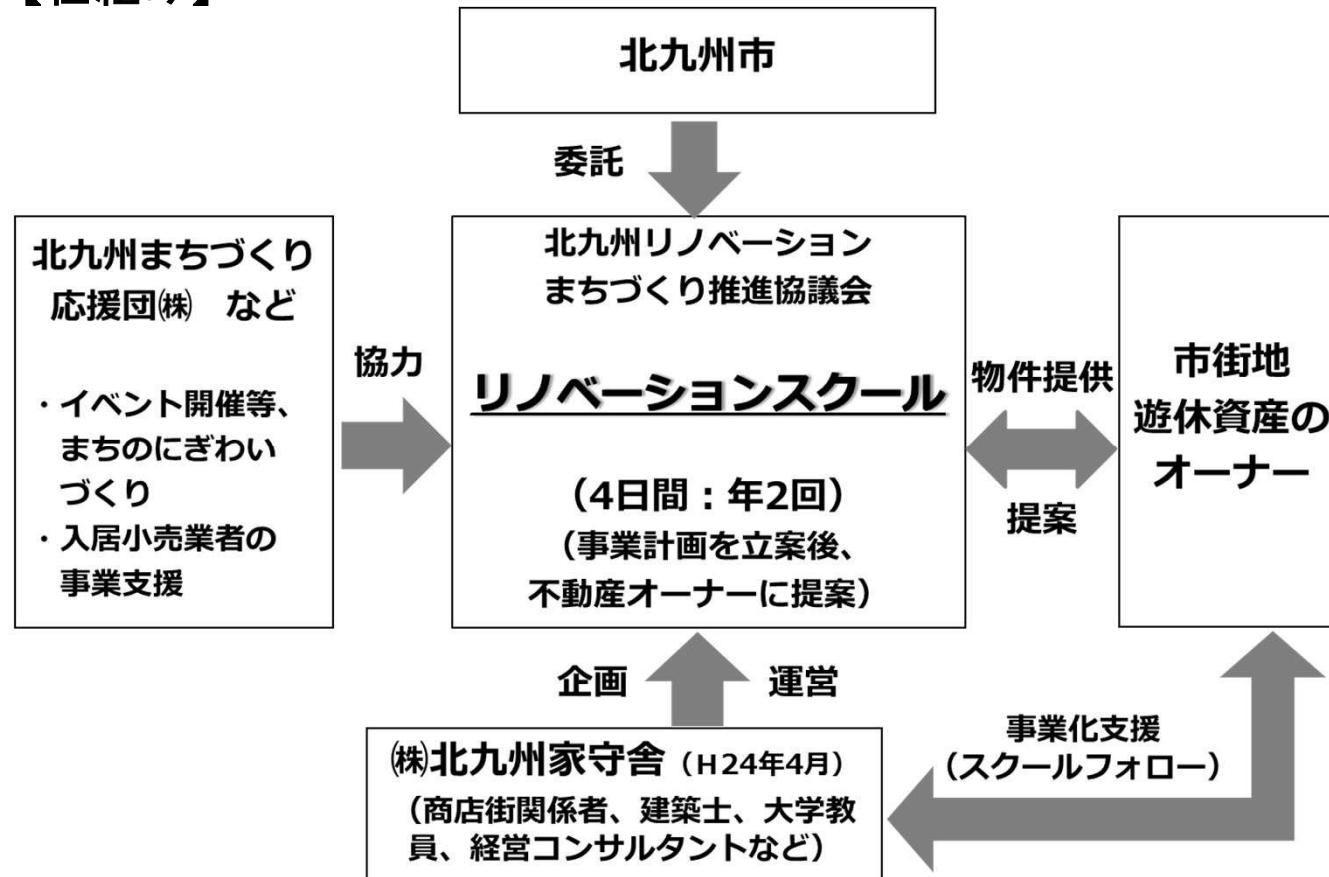 【仕組み】
北九州市
委託
北九州まちづくり
応援団㈱　など
・イベント開催等、
まちのにぎわい
づくり
・入居小売業者の
事業支援
協力
北九州リノベーション
まちづくり推進協議会
リノベーションスクール
（4日間：年2回）
（事業計画を立案後、
不動産オーナーに提案）
物件提供
提案
市街地
遊休資産の
オーナー
企画
運営
㈱北九州家守舎（H24年4月）
（商店街関係者、建築士、大学教
員、経営コンサルタントなど）
事業化支援
（スクールフォロー）